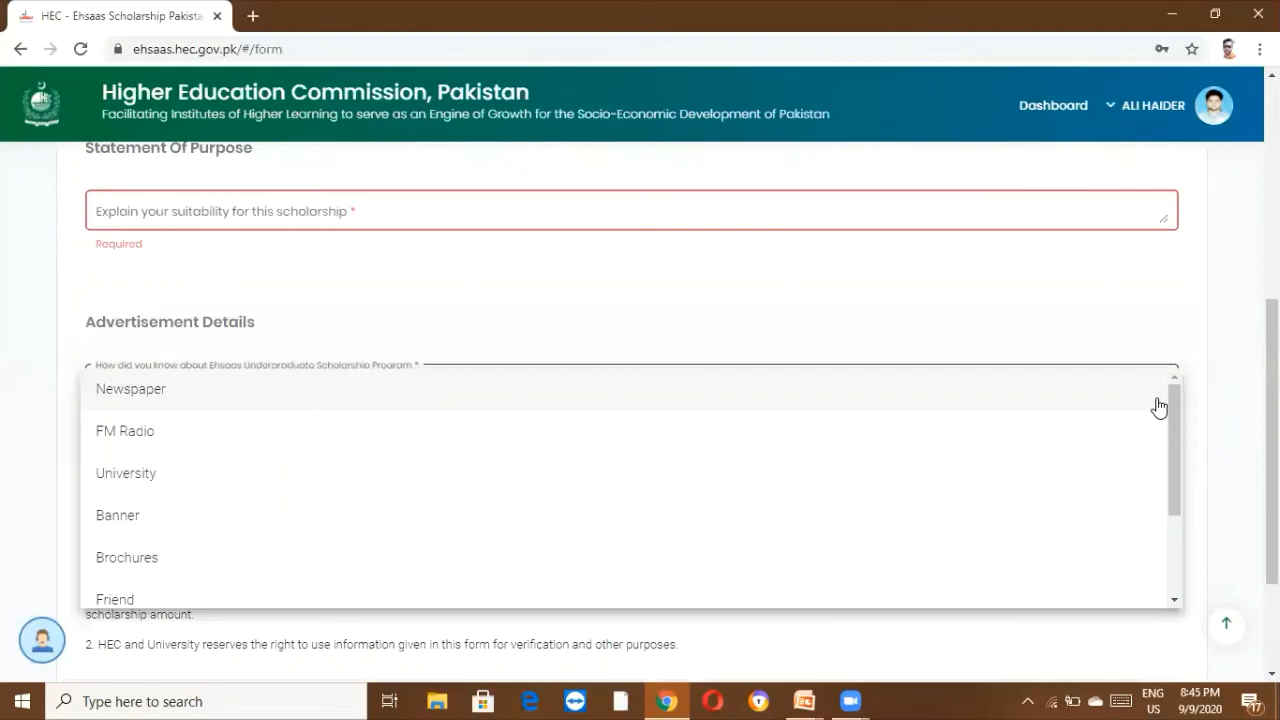 HEC - Ehsaas Scholarship Pakista
ehsaas.hec.gov.pk/#/form
Higher Education Commission, Pakistan
Facilitating Institutes of Higher Learning to serve as an Engine of Growth for the Socio-Economic Development of Pakistan
Dashboard
ALI HAIDER
Statement Of Purpose
Explain your suitability for this scholarship *
Required
Advertisement Details
How did you know about Ehsaas Undergraduate Scholarship Program *
Newspaper
FM Radio
University
Banner
Brochures
Friend
scholarship amount.
2. HEC and University reserves the right to use information given in this form for verification and other purposes.
Type here to search
ENG
US
8:45 PM
9/9/2020
17